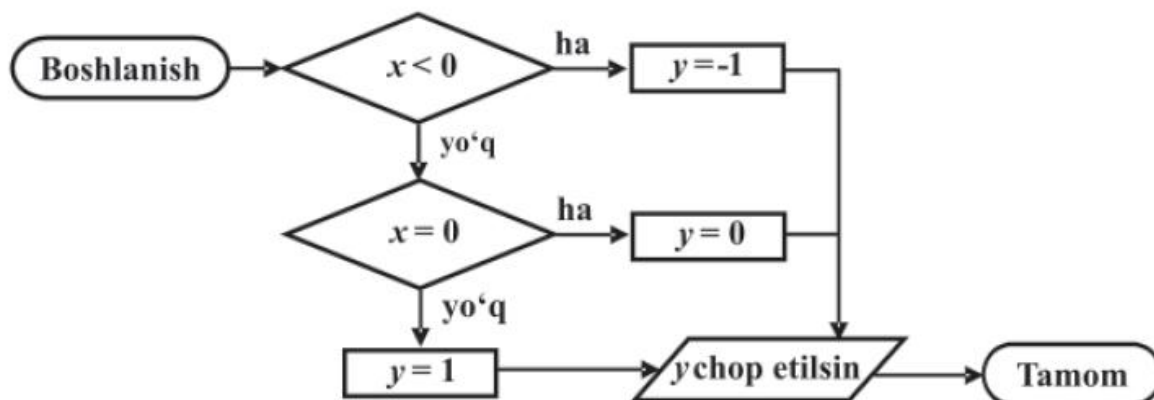 Boshlanish
x < 0
ha
y = -1
yo‘q
x = 0
ha
y = 0
yo‘q
y = 1
y chop etilsin
Tamom